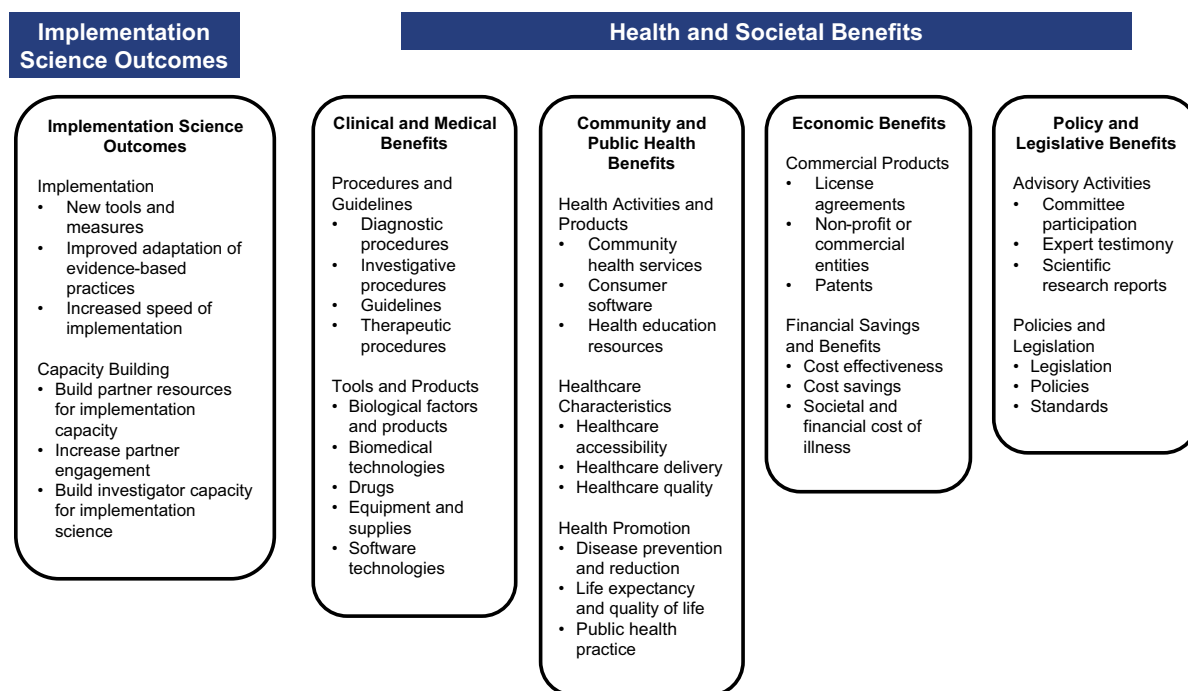 Implementation
Science Outcomes
Health and Societal Benefits
Implementation Science
Outcomes
Implementation
• New tools and
measures
• Improved adaptation of
evidence-based
practices
• Increased speed of
implementation
Capacity Building
• Build partner resources
for implementation
capacity
• Increase partner
engagement
• Build investigator capacity
for implementation
science
Clinical and Medical
Benefits
Procedures and
Guidelines
• Diagnostic
procedures
• Investigative
procedures
• Guidelines
• Therapeutic
procedures
Tools and Products
• Biological factors
and products
• Biomedical
technologies
• Drugs
• Equipment and
supplies
• Software
technologies
Community and
Public Health
Benefits
Health Activities and
Products
• Community
health services
• Consumer
software
• Health education
resources
Healthcare
Characteristics
• Healthcare
accessibility
• Healthcare delivery
• Healthcare quality
Health Promotion
• Disease prevention
and reduction
• Life expectancy
and quality of life
• Public health
practice
Economic Benefits
Commercial Products
• License
agreements
• Non-profit or
commercial
entities
• Patents
Financial Savings
and Benefits
• Cost effectiveness
• Cost savings
• Societal and
financial cost of
illness
Policy and
Legislative Benefits
Advisory Activities
• Committee
participation
• Expert testimony
• Scientific
research reports
Policies and
Legislation
• Legislation
• Policies
• Standards